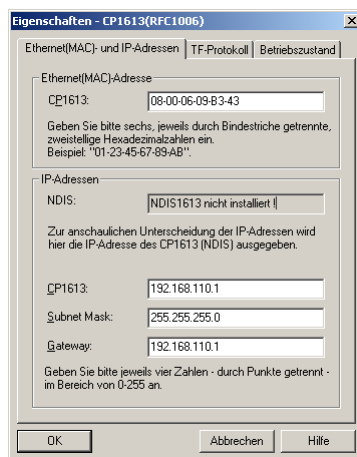 Eigenschaften - CP1613(RFC1006)
Ethernet(MAC)- und IP-Adressen TF-Protokoll Betriebszustand
Ethernet(MAC)-Adresse
CP1613: 08-00-06-09-B3-43
Geben Sie bitte sechs, jeweils durch Bindestriche getrennte,
zweistellige Hexadezimalzahlen ein.
Beispiel: "01-23-45-67-89-AB".
IP-Adressen
NDIS: NDIS1613 nicht installiert !
Zur anschaulichen Unterscheidung der IP-Adressen wird
hier die IP-Adresse des CP1613 (NDIS) ausgegeben.
CP1613: 192.168.110.1
Subnet Mask: 255.255.255.0
Gateway: 192.168.110.1
Geben Sie bitte jeweils vier Zahlen - durch Punkte getrennt -
im Bereich von 0-255 an.
OK Abbrechen Hilfe